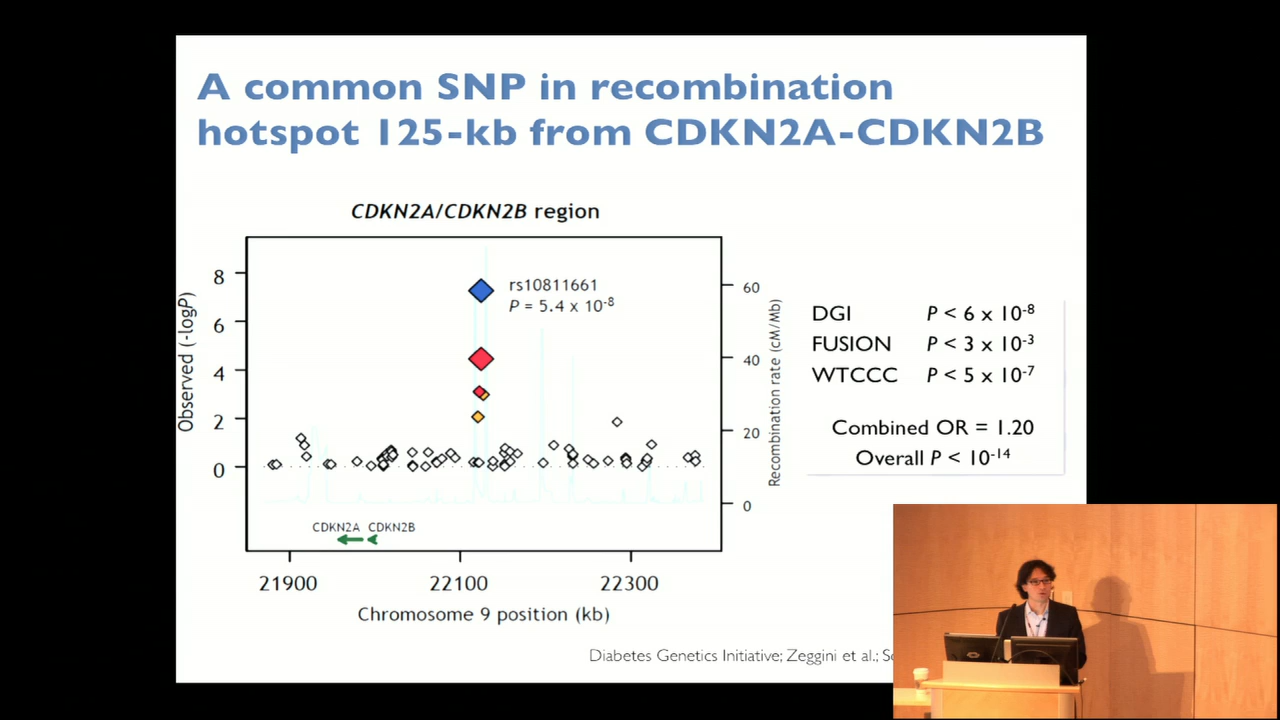 A common SNP in recombination
hotspot 125-kb from CDKN2A-CDKN2B
CDKN2A/CDKN2B region
8
6
4
2
0
Observed (-logP)
rs10811661
P = 5.4 x 10-8
60
40
20
0
Recombination rate (cM/Mb)
CDKN2A CDKN2B
21900 22100 22300
Chromosome 9 position (kb)
DGI P < 6 x 10-8
FUSION P < 3 x 10-3
WTCCC P < 5 x 10-7
Combined OR = 1.20
Overall P < 10-14
Diabetes Genetics Initiative; Zeggini et al.;